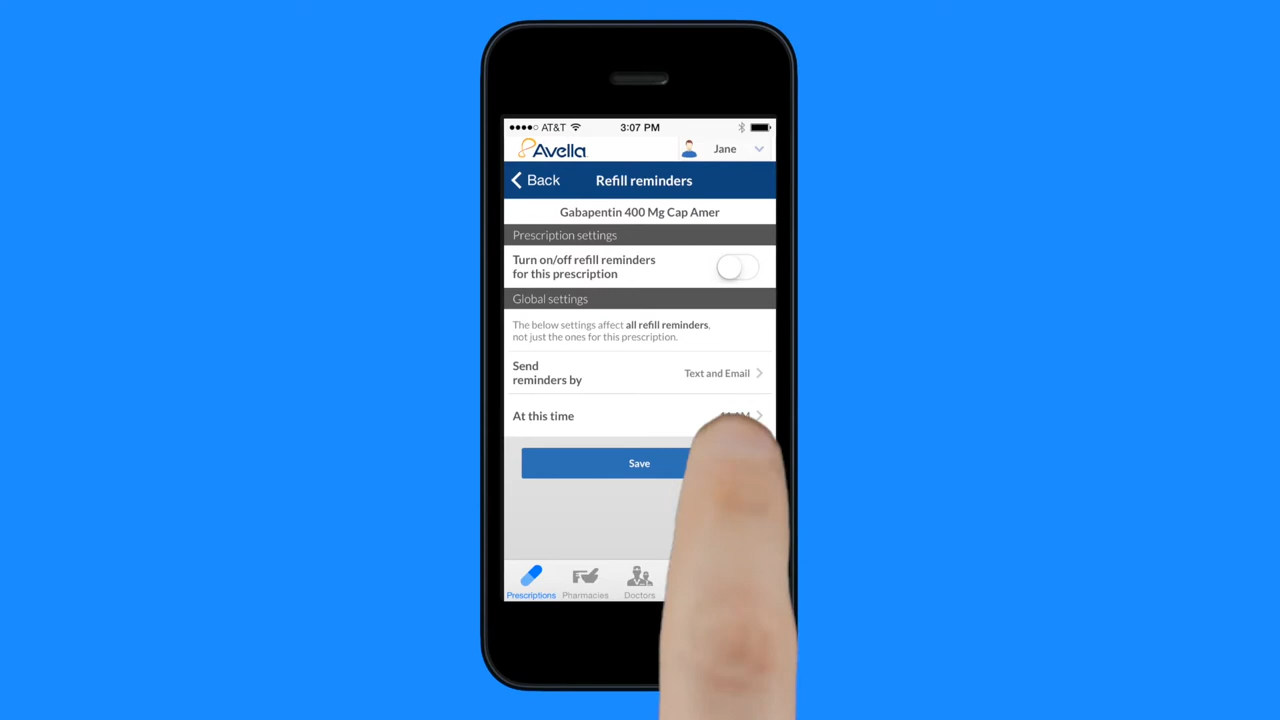 AT&T 3:07 PM
Avella Jane
Back Refill reminders
Gabapentin 400 Mg Cap Amer
Prescription settings
Turn on/off refill reminders
for this prescription
Global settings
The below settings affect all refill reminders,
not just the ones for this prescription.
Send
reminders by
Text and Email
At this time
Save
Prescriptions Pharmacies Doctors